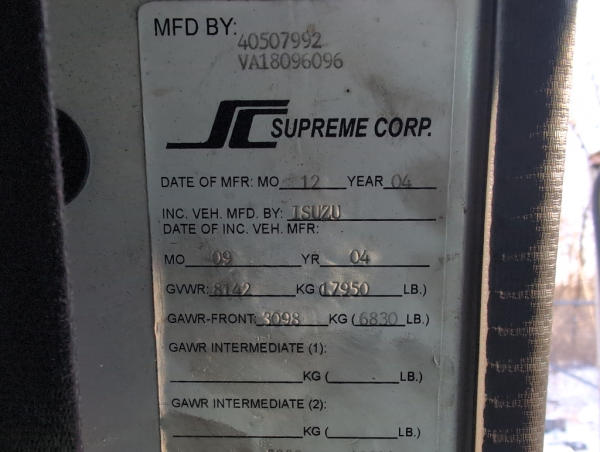 MFD BY:
40507992
VA18096096
SC SUPREME CORP.
DATE OF MFR: MO 12 YEAR 04
INC. VEH. MFD. BY: ISUZU
DATE OF INC. VEH. MFR:
MO 09 YR 04
GVWR: 8142 KG (17950 LB.)
GAWR-FRONT: 3098 KG (6830 LB.)
GAWR INTERMEDIATE (1):
KG ( LB.)
GAWR INTERMEDIATE (2):
KG ( LB.)